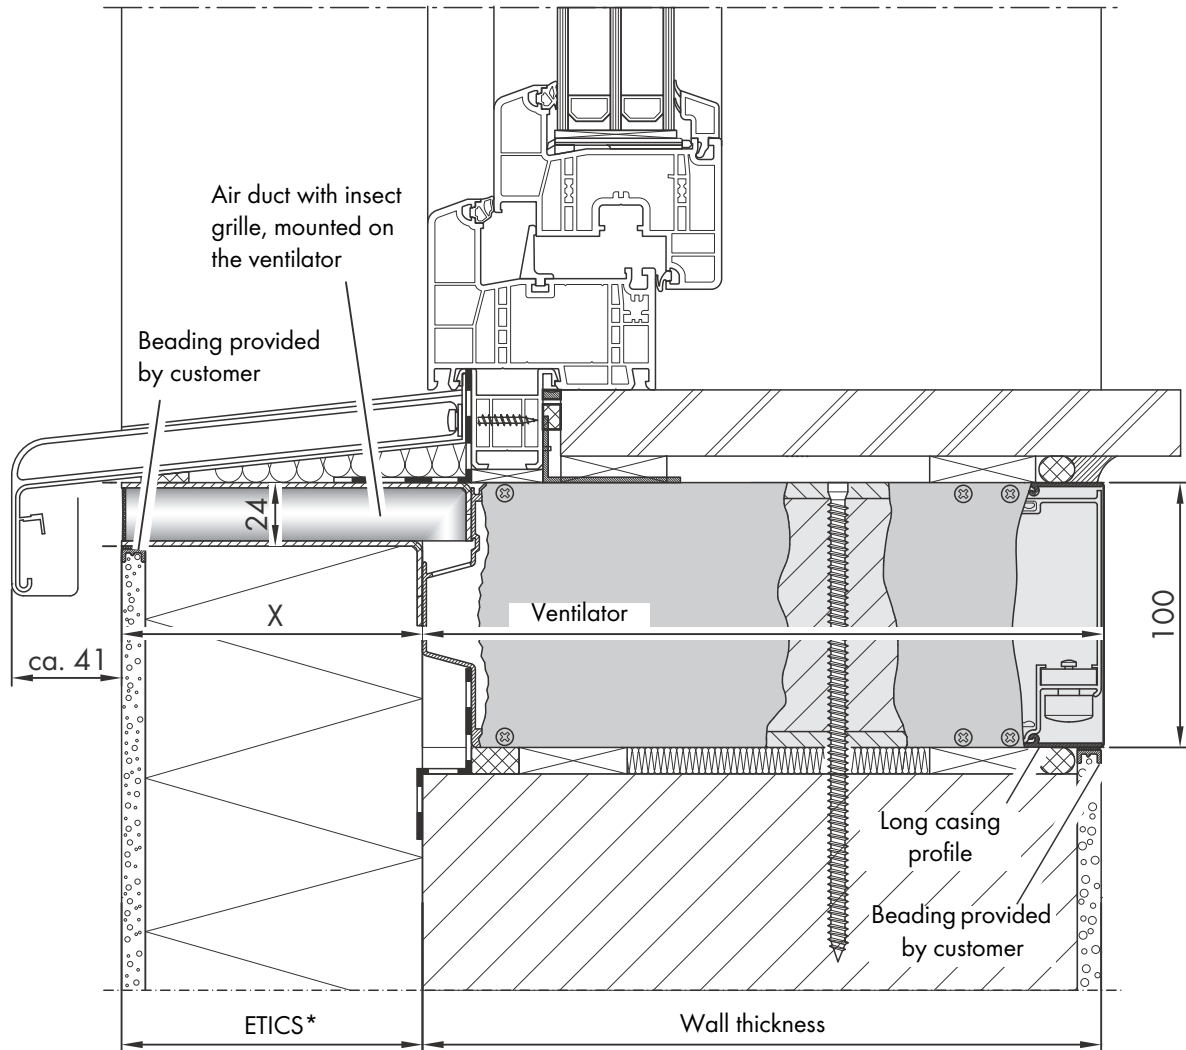 Air duct with insect
grille, mounted on
the ventilator
Beading provided
by customer
24
X
Ventilator
ca. 41
100
Long casing
profile
Beading provided
by customer
ETICS*
Wall thickness